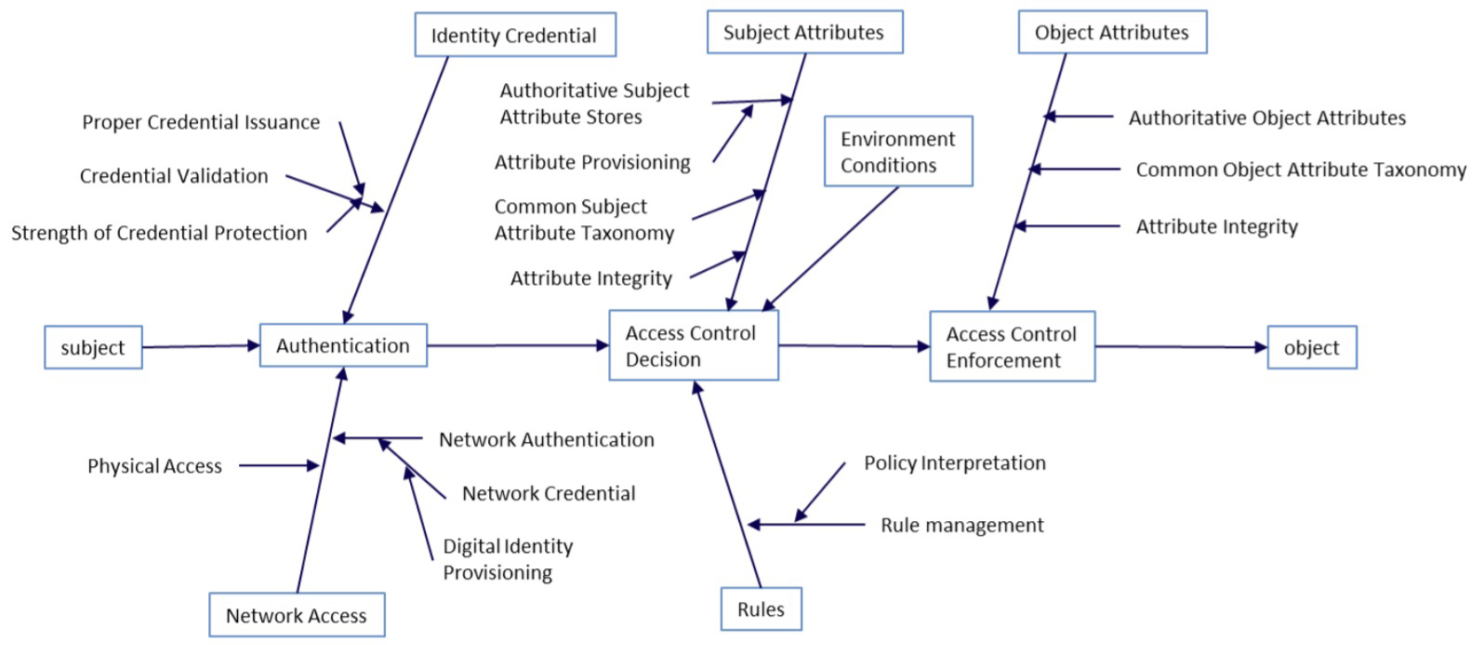 Identity Credential
Subject Attributes
Object Attributes
Proper Credential Issuance
Credential Validation
Strength of Credential Protection
Authoritative Subject
Attribute Stores
Attribute Provisioning
Common Subject
Attribute Taxonomy
Attribute Integrity
Environment
Conditions
Authoritative Object Attributes
Common Object Attribute Taxonomy
Attribute Integrity
subject
Authentication
Access Control
Decision
Access Control
Enforcement
object
Physical Access
Network Authentication
Network Credential
Digital Identity
Provisioning
Policy Interpretation
Rule management
Network Access
Rules